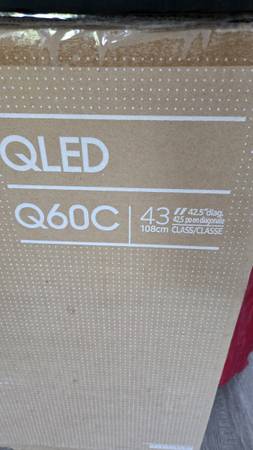 QLED
Q60C
43" 42.5" diag.
42.5 po en diagonale
108cm CLASS/CLASSE